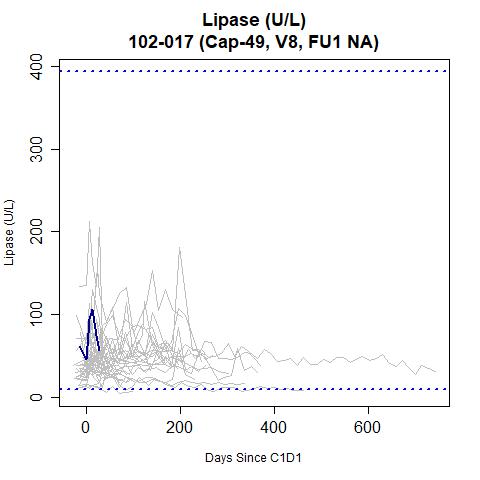 Lipase (U/L)
102-017 (Cap-49, V8, FU1 NA)
400
300
200
100
0
Lipase (U/L)
0 200 400 600
Days Since C1D1